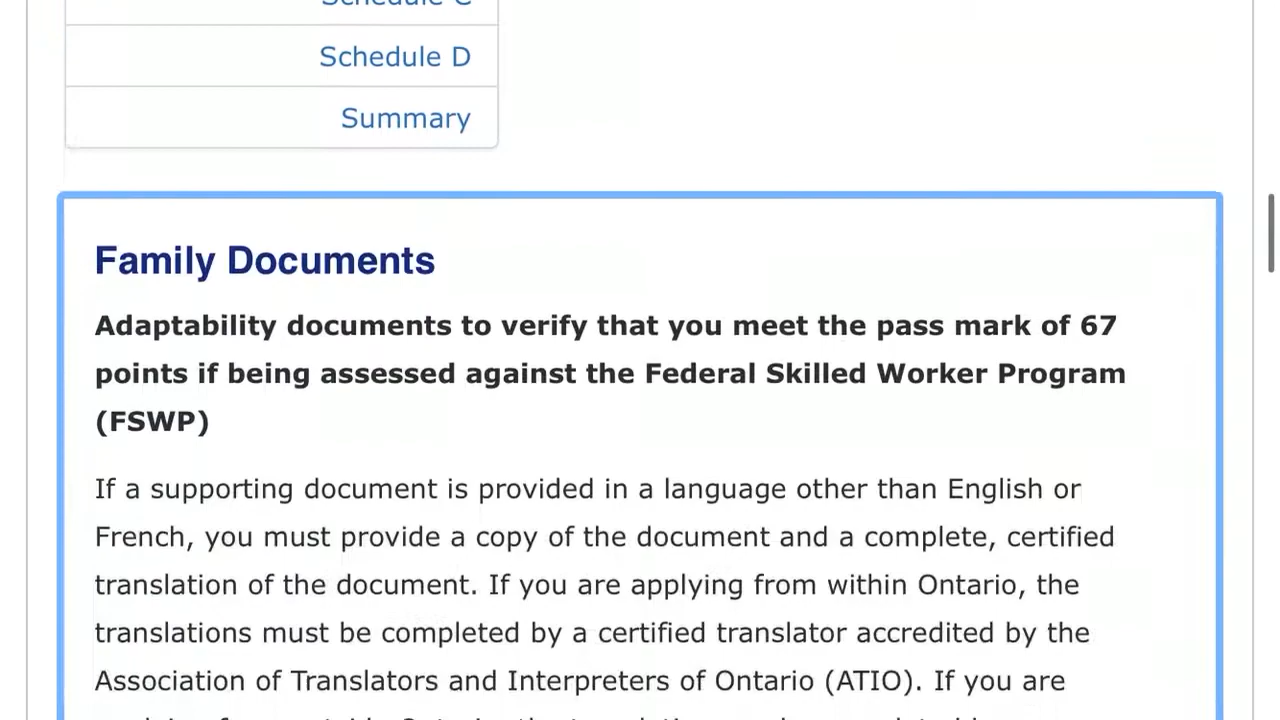 Schedule C
Schedule D
Summary
Family Documents
Adaptability documents to verify that you meet the pass mark of 67
points if being assessed against the Federal Skilled Worker Program
(FSWP)
If a supporting document is provided in a language other than English or
French, you must provide a copy of the document and a complete, certified
translation of the document. If you are applying from within Ontario, the
translations must be completed by a certified translator accredited by the
Association of Translators and Interpreters of Ontario (ATIO). If you are